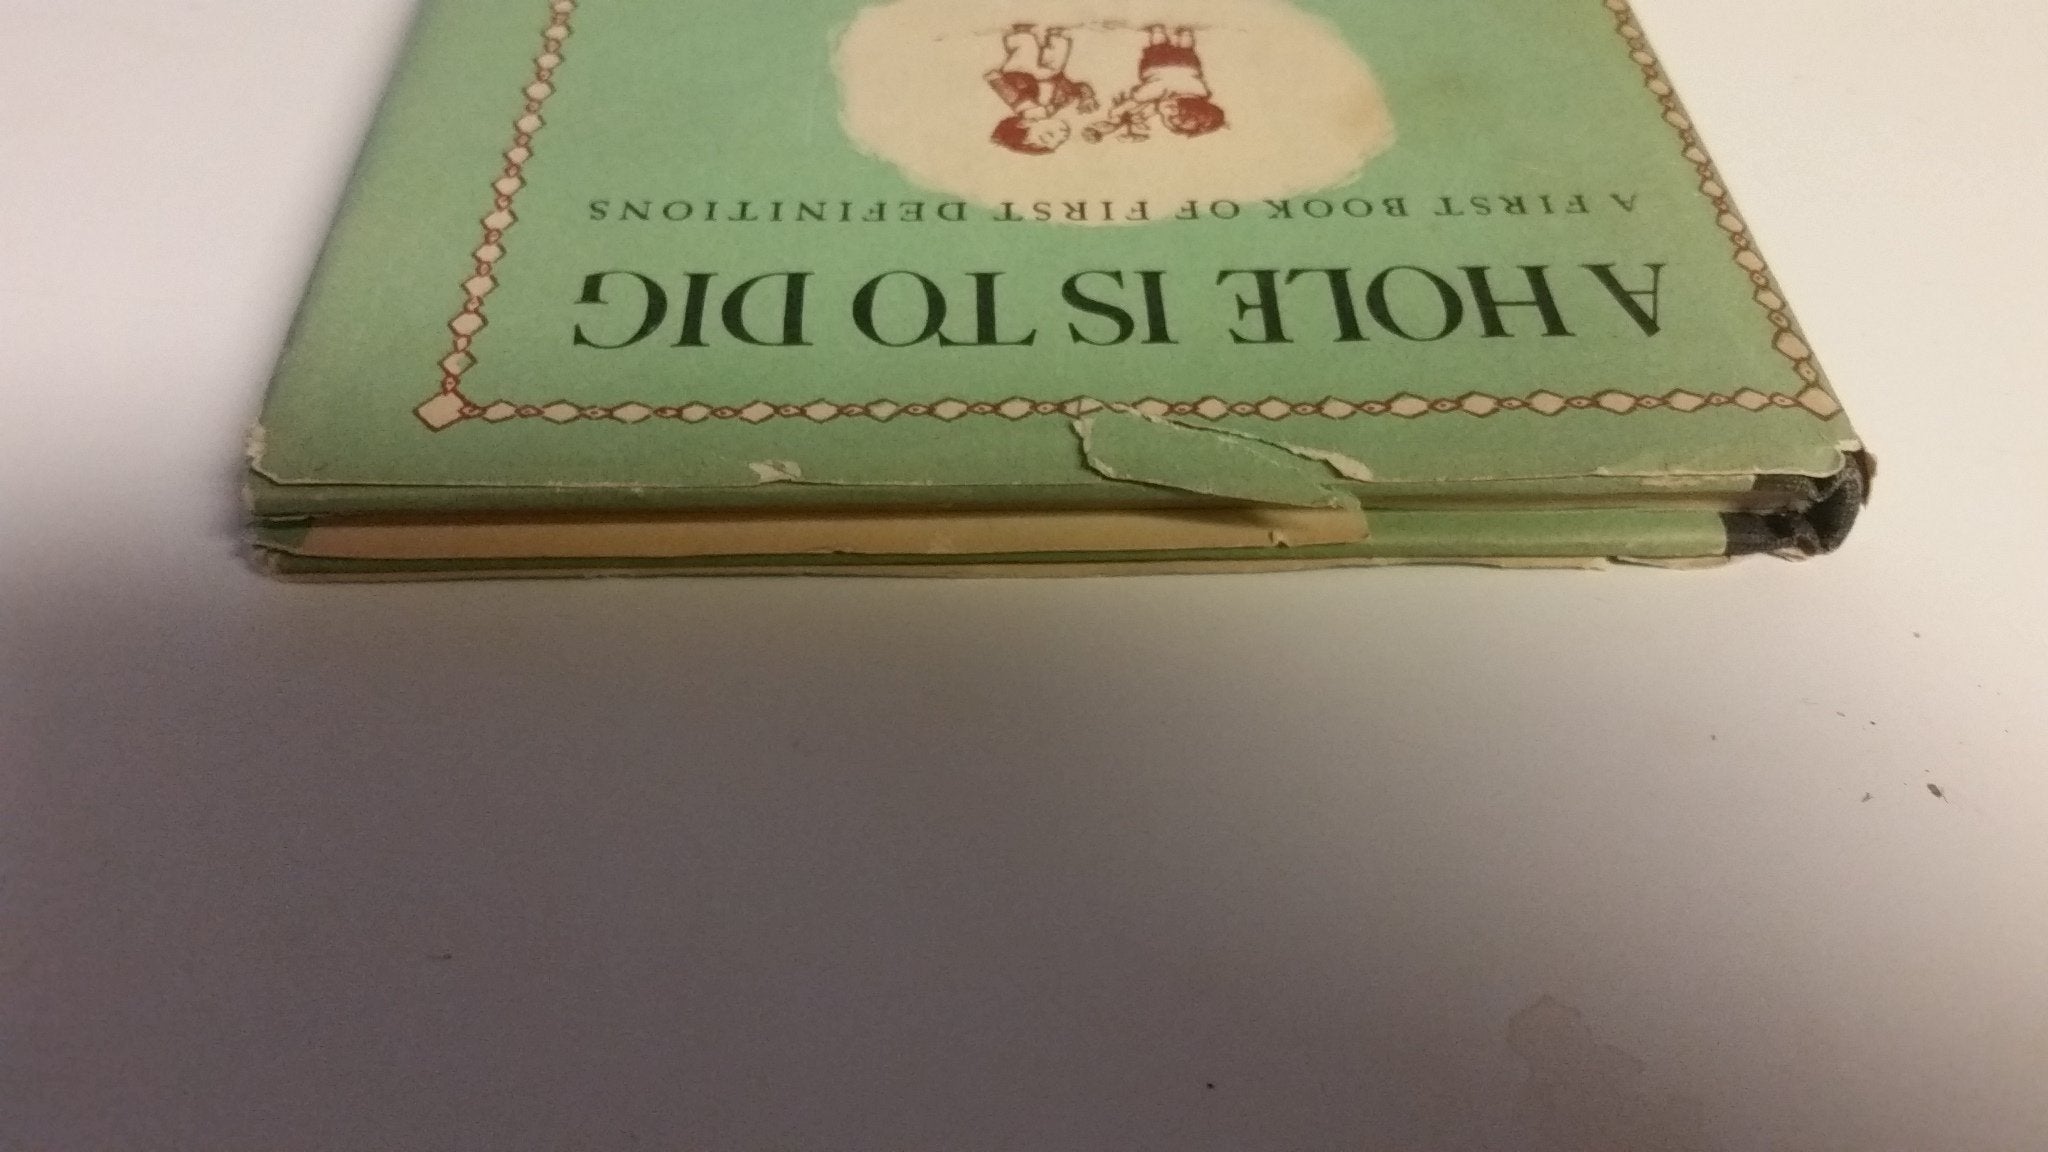 A HOLE IS TO DIG
A FIRST BOOK OF FIRST DEFINITIONS